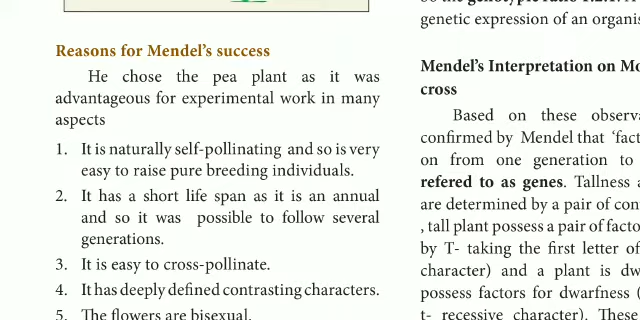 Reasons for Mendel's success
He chose the pea plant as it was
advantageous for experimental work in many
aspects
1. It is naturally self-pollinating and so is very
easy to raise pure breeding individuals.
2. It has a short life span as it is an annual
and so it was possible to follow several
generations.
3. It is easy to cross-pollinate.
4. It has deeply defined contrasting characters.
5. The flowers are bisexual.
genetic expression of an organis
Mendel's Interpretation on Mo
cross
Based on these observa
confirmed by Mendel that 'fact
on from one generation to
refered to as genes. Tallness a
are determined by a pair of con
, tall plant possess a pair of facto
by T- taking the first letter of
character) and a plant is dw
possess factors for dwarfness (
t- recessive character). These